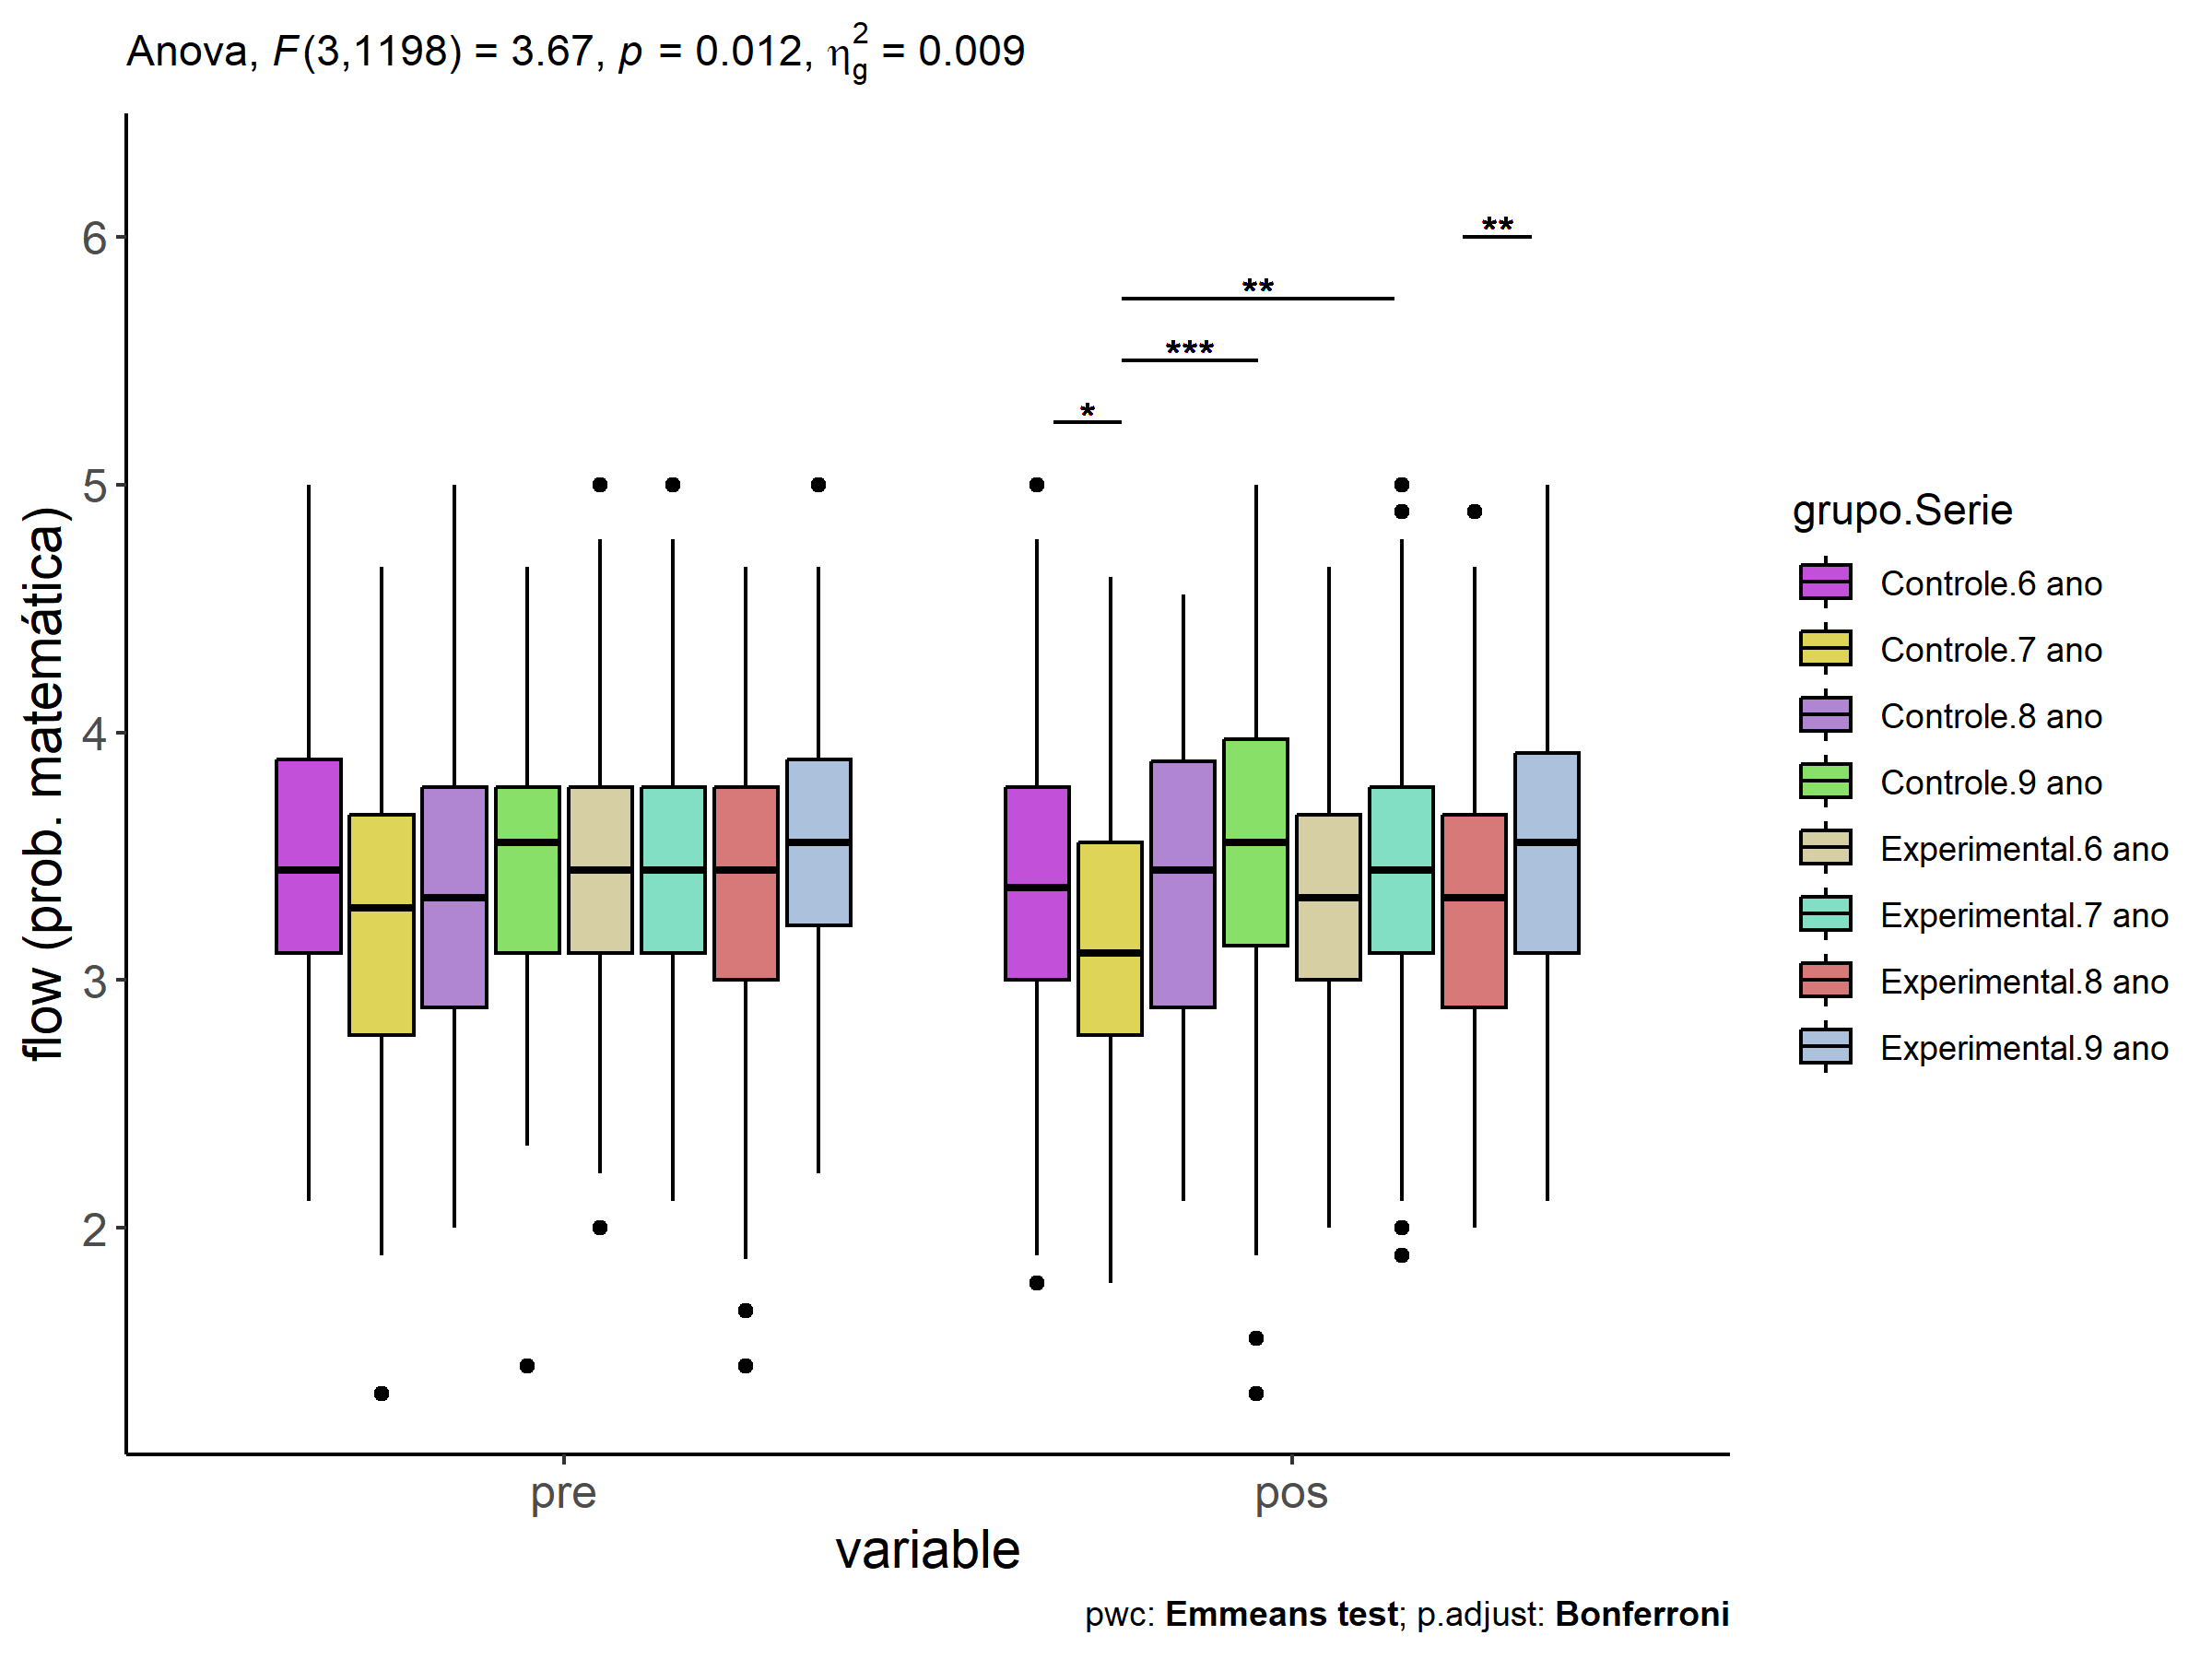 Anova, F(3,1198) = 3.67, p = 0.012, η²g = 0.009
flow (prob. matemática)
6
5
4
3
2
*
***
**
**
pre
pos
variable
grupo.Serie
Controle.6 ano
Controle.7 ano
Controle.8 ano
Controle.9 ano
Experimental.6 ano
Experimental.7 ano
Experimental.8 ano
Experimental.9 ano
pwc: Emmeans test; p.adjust: Bonferroni